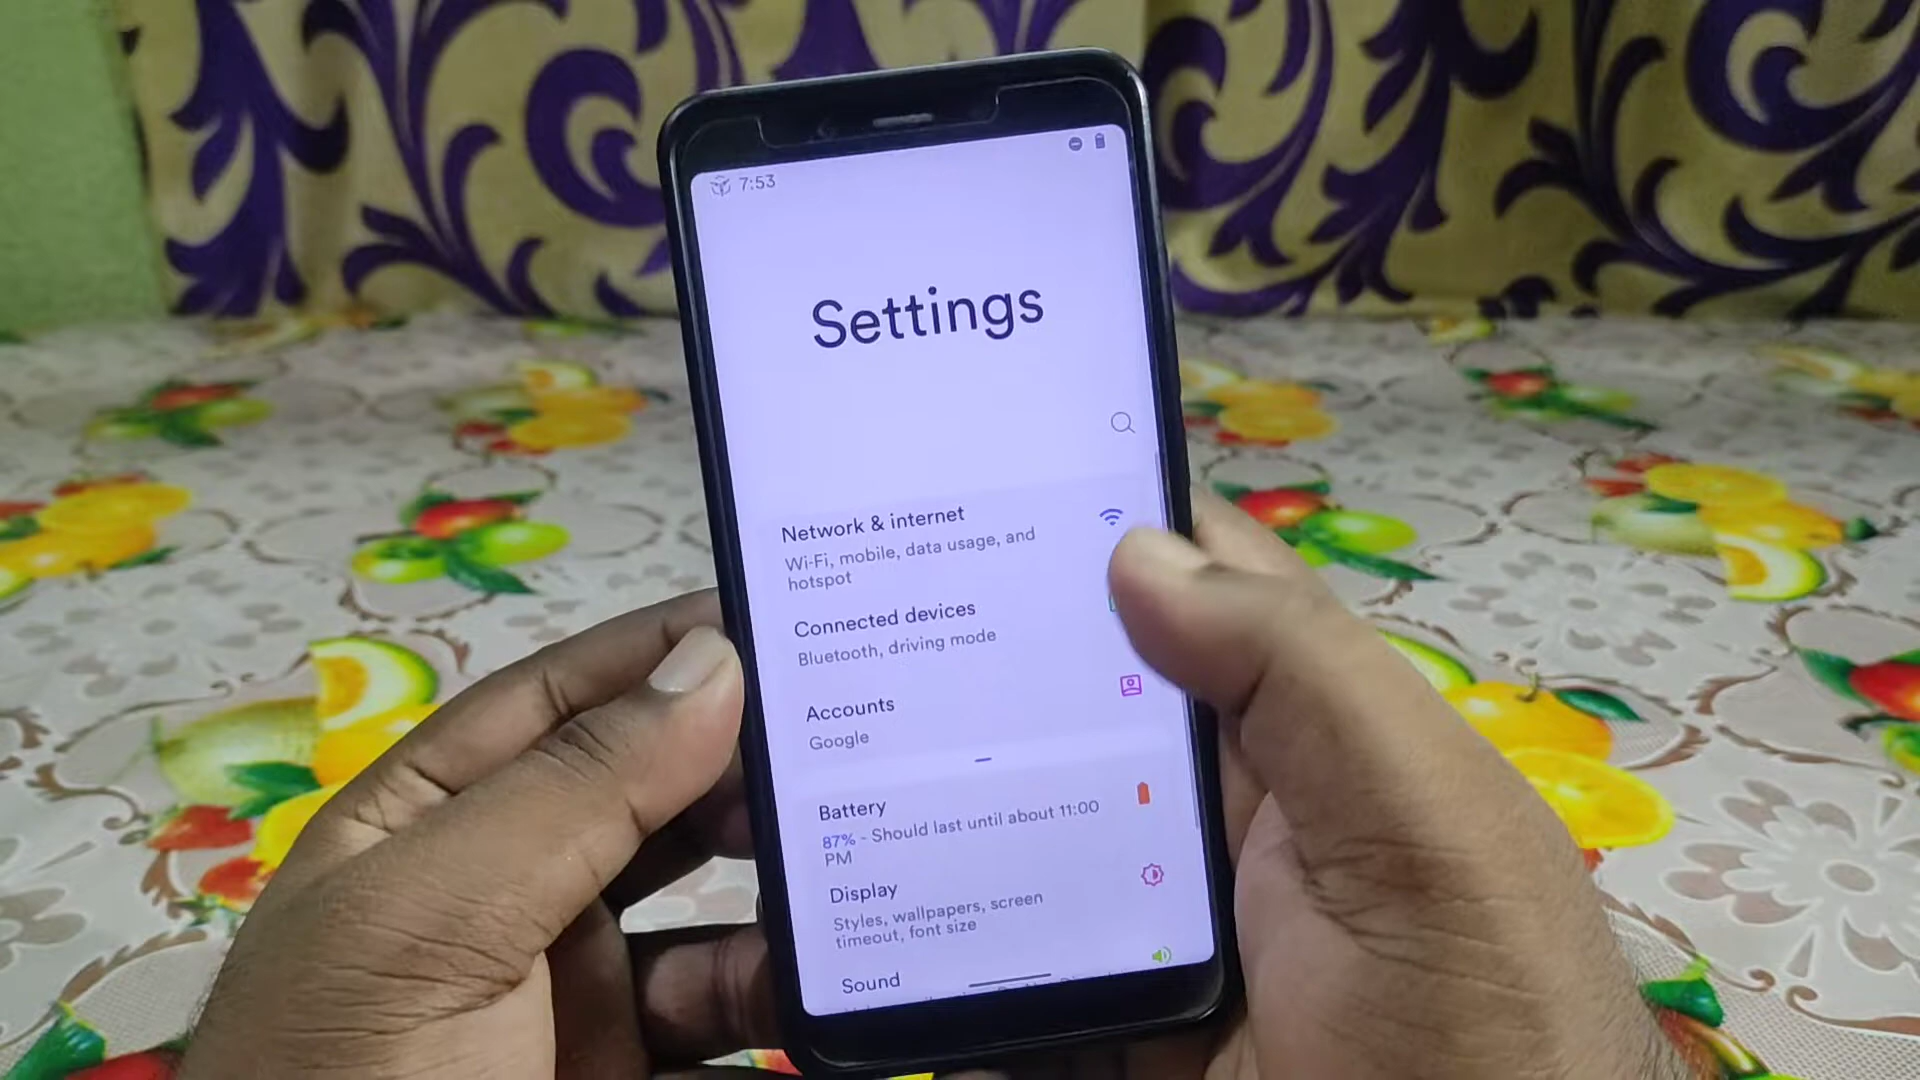 7:53
Settings
Network & internet
Wi-Fi, mobile, data usage, and
hotspot
Connected devices
Bluetooth, driving mode
Accounts
Google
Battery
87% - Should last until about 11:00
PM
Display
Styles, wallpapers, screen
timeout, font size
Sound